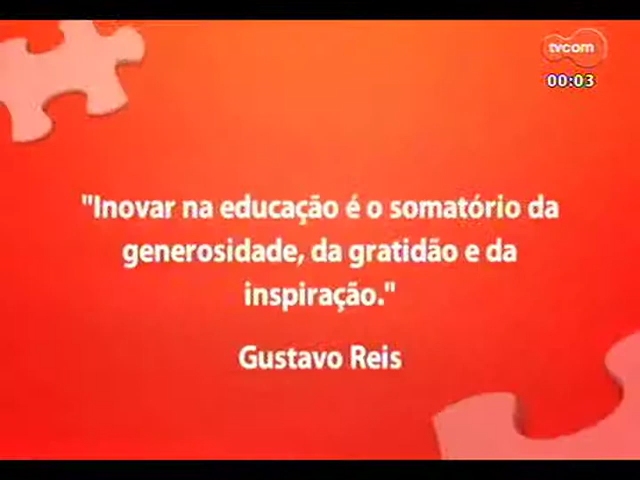 tvcom
00:03
"Inovar na educação é o somatório da
generosidade, da gratidão e da
inspiração."
Gustavo Reis